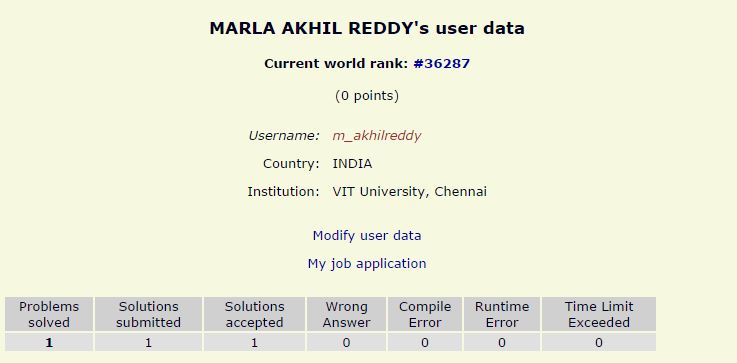 MARLA AKHIL REDDY's user data
Current world rank: #36287
(0 points)
Username: m_akhilreddy
Country: INDIA
Institution: VIT University, Chennai
Modify user data
My job application
Problems solved Solutions submitted Solutions accepted Wrong Answer Compile Error Runtime Error Time Limit Exceeded
1 1 1 0 0 0 0